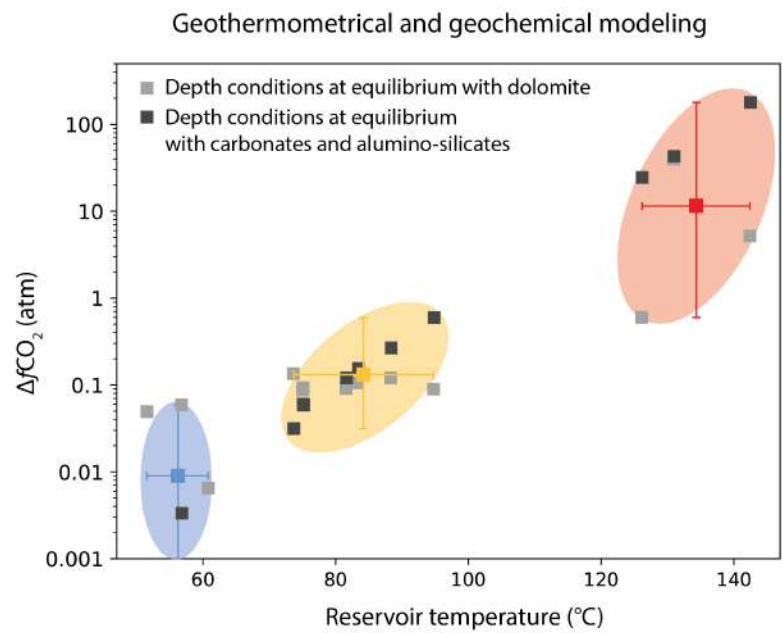 Geothermometrical and geochemical modeling
Depth conditions at equilibrium with dolomite
Depth conditions at equilibrium
with carbonates and alumino-silicates
ΔfCO₂ (atm)
100
10
1
0.1
0.01
0.001
60
80
100
120
140
Reservoir temperature (°C)